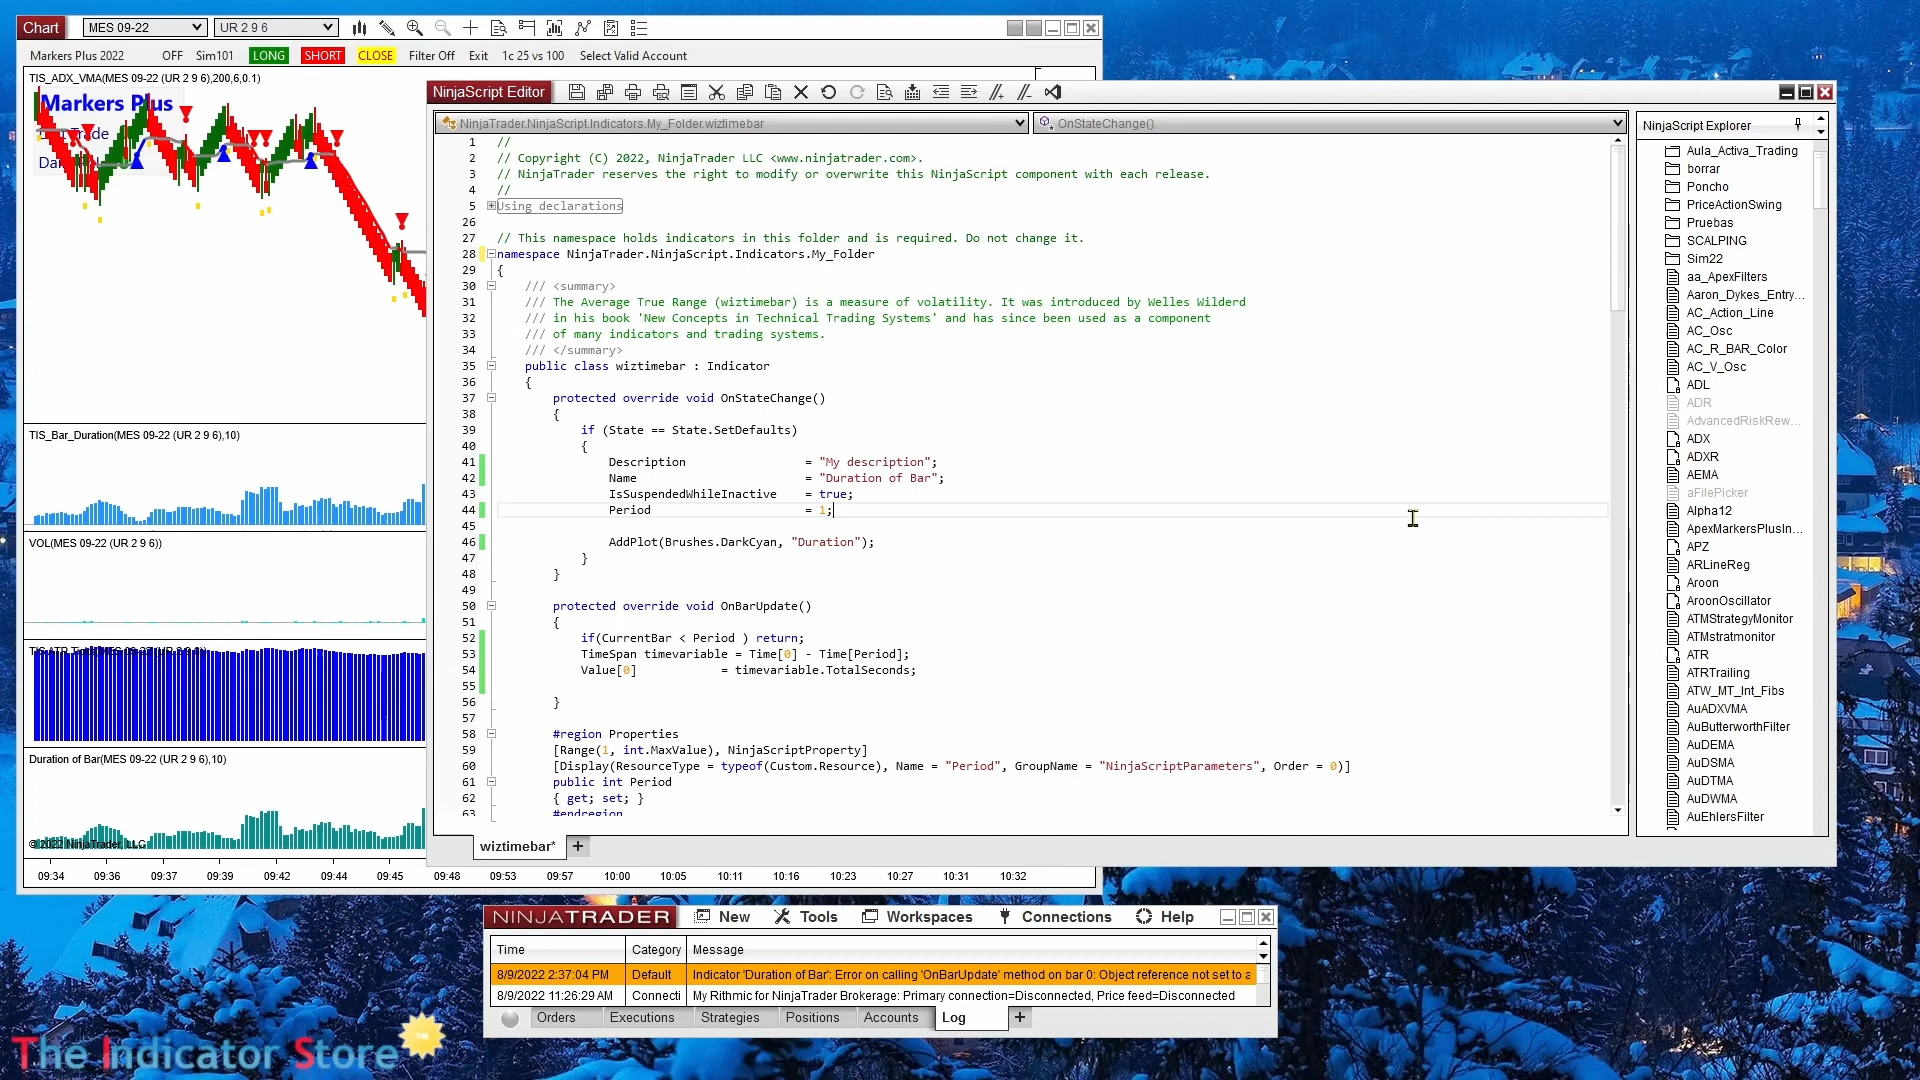 Chart MES 09-22 UR 2 9 6
Markers Plus 2022 OFF Sim101 LONG SHORT CLOSE Filter Off Exit 1c 25 vs 100 Select Valid Account
TIS_ADX_VMA(MES 09-22 (UR 2 9 6),200,6,0.1)
Markers Plus
TIS_Bar_Duration(MES 09-22 (UR 2 9 6),10)
VOL(MES 09-22 (UR 2 9 6))
Duration of Bar(MES 09-22 (UR 2 9 6),10)
© 2022 NinjaTrader, LLC
09:34 09:36 09:37 09:39 09:42 09:44 09:45 09:48 09:53 09:57 10:00 10:05 10:11 10:16 10:23 10:27 10:31 10:32
NinjaScript Editor
NinjaTrader.NinjaScript.Indicators.My_Folder.wiztimebar OnStateChange()
1 //
2 // Copyright (C) 2022, NinjaTrader LLC <www.ninjatrader.com>.
3 // NinjaTrader reserves the right to modify or overwrite this NinjaScript component with each release.
4 //
5 Using declarations
26
27 // This namespace holds indicators in this folder and is required. Do not change it.
28 namespace NinjaTrader.NinjaScript.Indicators.My_Folder
29 {
30 /// <summary>
31 /// The Average True Range (wiztimebar) is a measure of volatility. It was introduced by Welles Wilderd
32 /// in his book 'New Concepts in Technical Trading Systems' and has since been used as a component
33 /// of many indicators and trading systems.
34 /// </summary>
35 public class wiztimebar : Indicator
36 {
37 protected override void OnStateChange()
38 {
39 if (State == State.SetDefaults)
40 {
41 Description = "My description";
42 Name = "Duration of Bar";
43 IsSuspendedWhileInactive = true;
44 Period = 1;
45
46 AddPlot(Brushes.DarkCyan, "Duration");
47 }
48 }
49
50 protected override void OnBarUpdate()
51 {
52 if(CurrentBar < Period ) return;
53 TimeSpan timevariable = Time[0] - Time[Period];
54 Value[0] = timevariable.TotalSeconds;
55
56 }
57
58 #region Properties
59 [Range(1, int.MaxValue), NinjaScriptProperty]
60 [Display(ResourceType = typeof(Custom.Resource), Name = "Period", GroupName = "NinjaScriptParameters", Order = 0)]
61 public int Period
62 { get; set; }
63 #endregion
wiztimebar* +
NinjaScript Explorer
Aula_Activa_Trading
borrar
Poncho
PriceActionSwing
Pruebas
SCALPING
Sim22
aa_ApexFilters
Aaron_Dykes_Entry...
AC_Action_Line
AC_Osc
AC_R_BAR_Color
AC_V_Osc
ADL
ADR
AdvancedRiskRew...
ADX
ADXR
AEMA
aFilePicker
Alpha12
ApexMarkersPlusIn...
APZ
ARLineReg
Aroon
AroonOscillator
ATMStrategyMonitor
ATMstratmonitor
ATR
ATRTrailing
ATW_MT_Int_Fibs
AuADXVMA
AuButterworthFilter
AuDEMA
AuDSMA
AuDTMA
AuDWMA
AuEhlersFilter
NINJATRADER New Tools Workspaces Connections Help
Time Category Message
8/9/2022 2:37:04 PM Default Indicator 'Duration of Bar': Error on calling 'OnBarUpdate' method on bar 0: Object reference not set to a
8/9/2022 11:26:29 AM Connecti My Rithmic for NinjaTrader Brokerage: Primary connection=Disconnected, Price feed=Disconnected
Orders Executions Strategies Positions Accounts Log +
The Indicator Store